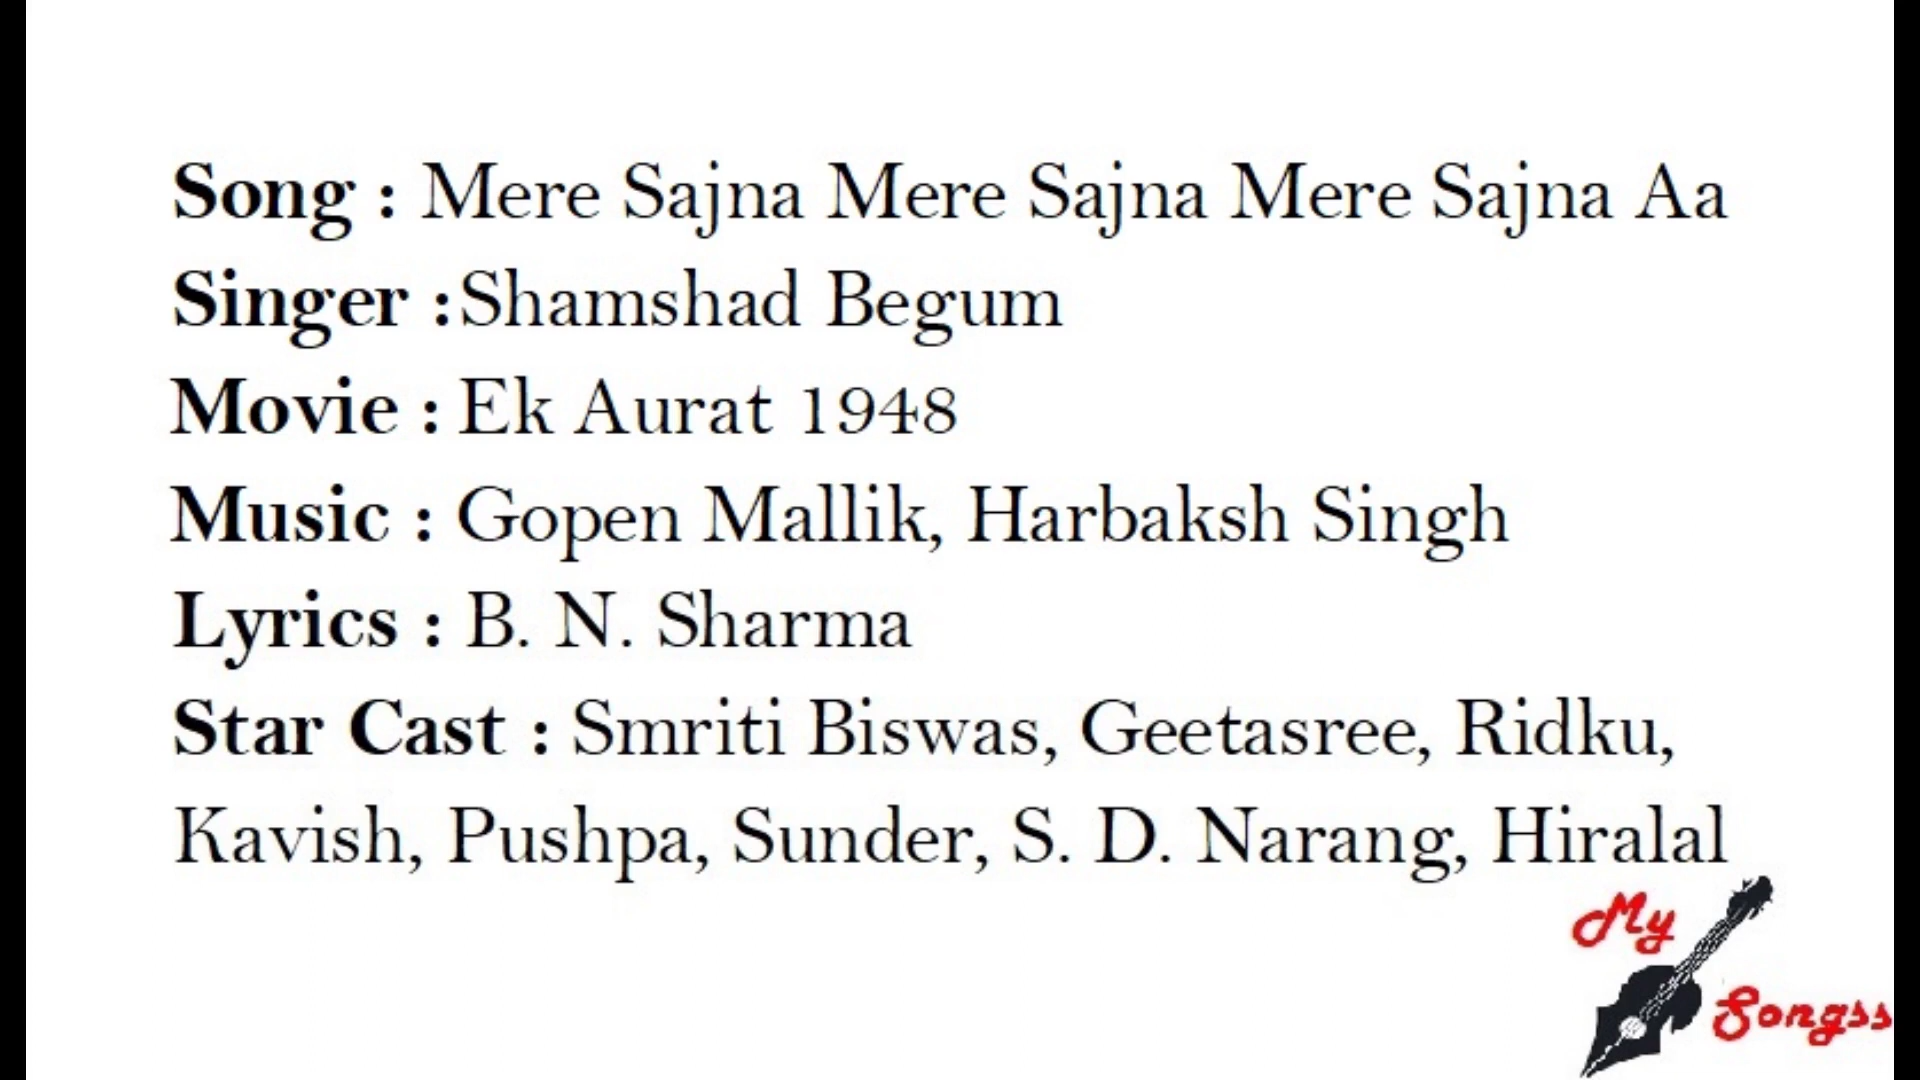 Song : Mere Sajna Mere Sajna Mere Sajna Aa
Singer :Shamshad Begum
Movie : Ek Aurat 1948
Music : Gopen Mallik, Harbaksh Singh
Lyrics : B. N. Sharma
Star Cast : Smriti Biswas, Geetasree, Ridku,
Kavish, Pushpa, Sunder, S. D. Narang, Hiralal
My
Songss